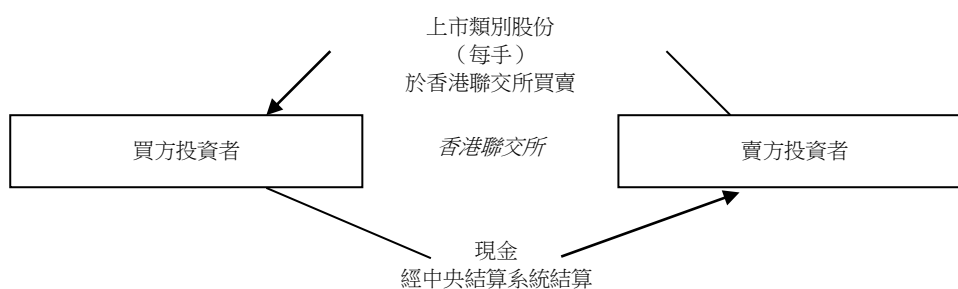 上市類別股份
（每手）
於香港聯交所買賣
買方投資者
香港聯交所
賣方投資者
現金
經中央結算系統結算